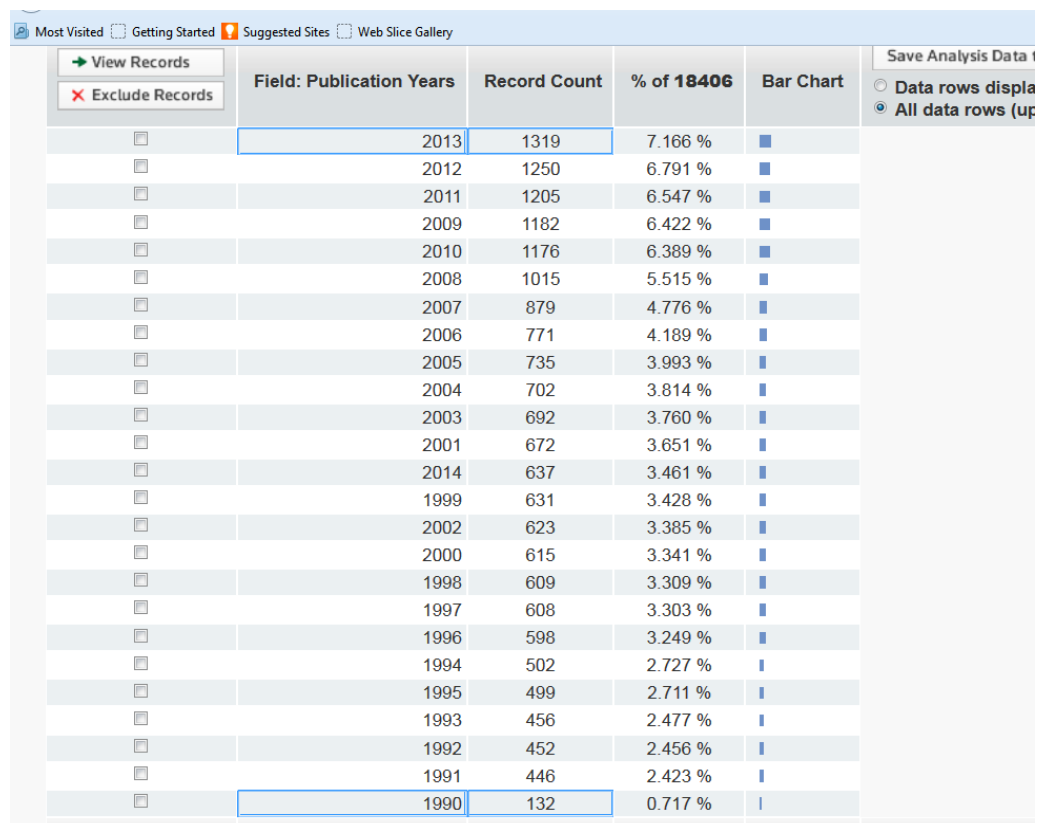 Most Visited Getting Started Suggested Sites Web Slice Gallery
View Records
Exclude Records
Field: Publication Years Record Count % of 18406 Bar Chart
Save Analysis Data
Data rows displa
All data rows (up
2013 1319 7.166 %
2012 1250 6.791 %
2011 1205 6.547 %
2009 1182 6.422 %
2010 1176 6.389 %
2008 1015 5.515 %
2007 879 4.776 %
2006 771 4.189 %
2005 735 3.993 %
2004 702 3.814 %
2003 692 3.760 %
2001 672 3.651 %
2014 637 3.461 %
1999 631 3.428 %
2002 623 3.385 %
2000 615 3.341 %
1998 609 3.309 %
1997 608 3.303 %
1996 598 3.249 %
1994 502 2.727 %
1995 499 2.711 %
1993 456 2.477 %
1992 452 2.456 %
1991 446 2.423 %
1990 132 0.717 %